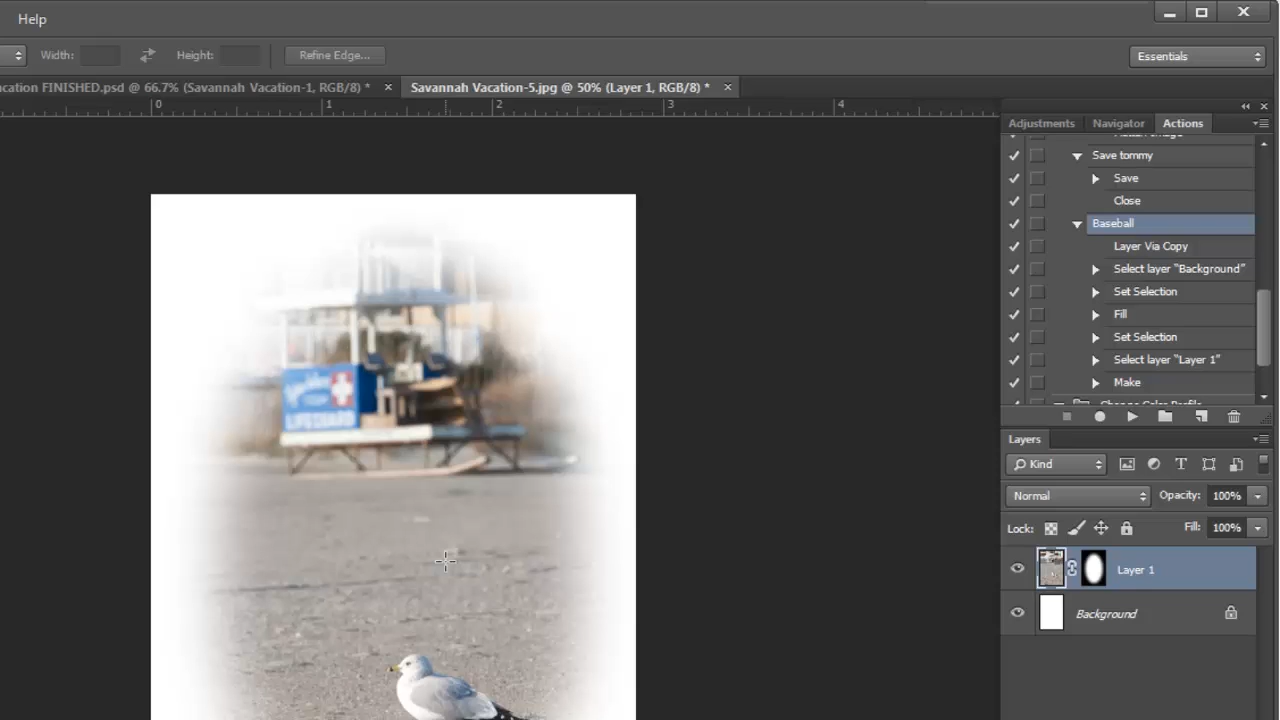 Help
Width: Height: Refine Edge... Essentials
cation FINISHED.psd @ 66.7% (Savannah Vacation-1, RGB/8) * × Savannah Vacation-5.jpg @ 50% (Layer 1, RGB/8) * ×
0 1 2 3 4
Adjustments Navigator Actions
Save tommy
Save
Close
Baseball
Layer Via Copy
Select layer "Background"
Set Selection
Fill
Set Selection
Select layer "Layer 1"
Make
Change Color Profile
Layers
Kind
Normal Opacity: 100%
Lock: Fill: 100%
Layer 1
Background
LIFEGUARD